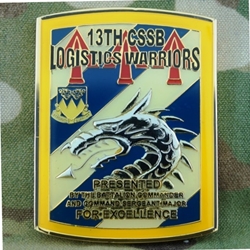 13TH CSSB
LOGISTICS WARRIORS
PRESENTED
BY THE BATTALION COMMANDER
AND COMMAND SERGEANT MAJOR
FOR EXCELLENCE